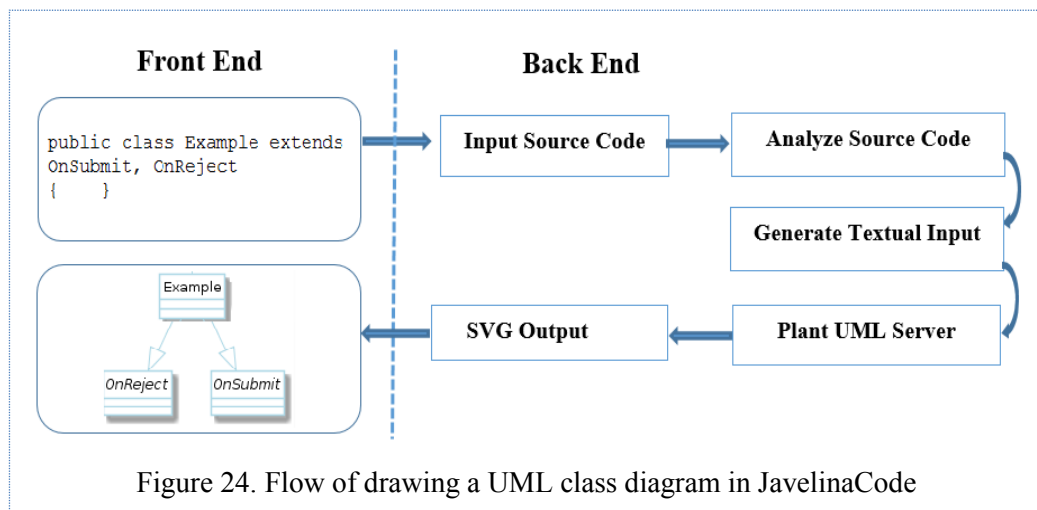 Front End
Back End
public class Example extends
OnSubmit, OnReject
{ }
Input Source Code
Analyze Source Code
Generate Textual Input
Example
OnReject
OnSubmit
SVG Output
Plant UML Server
Figure 24. Flow of drawing a UML class diagram in JavelinaCode